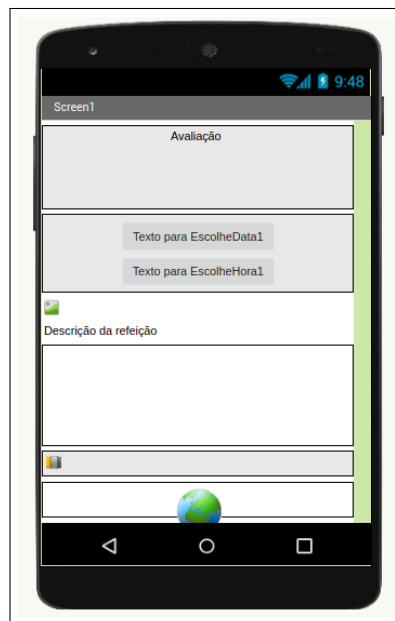 9:48
Screen1
Avaliação
Texto para EscolheData1
Texto para EscolheHora1
Descrição da refeição